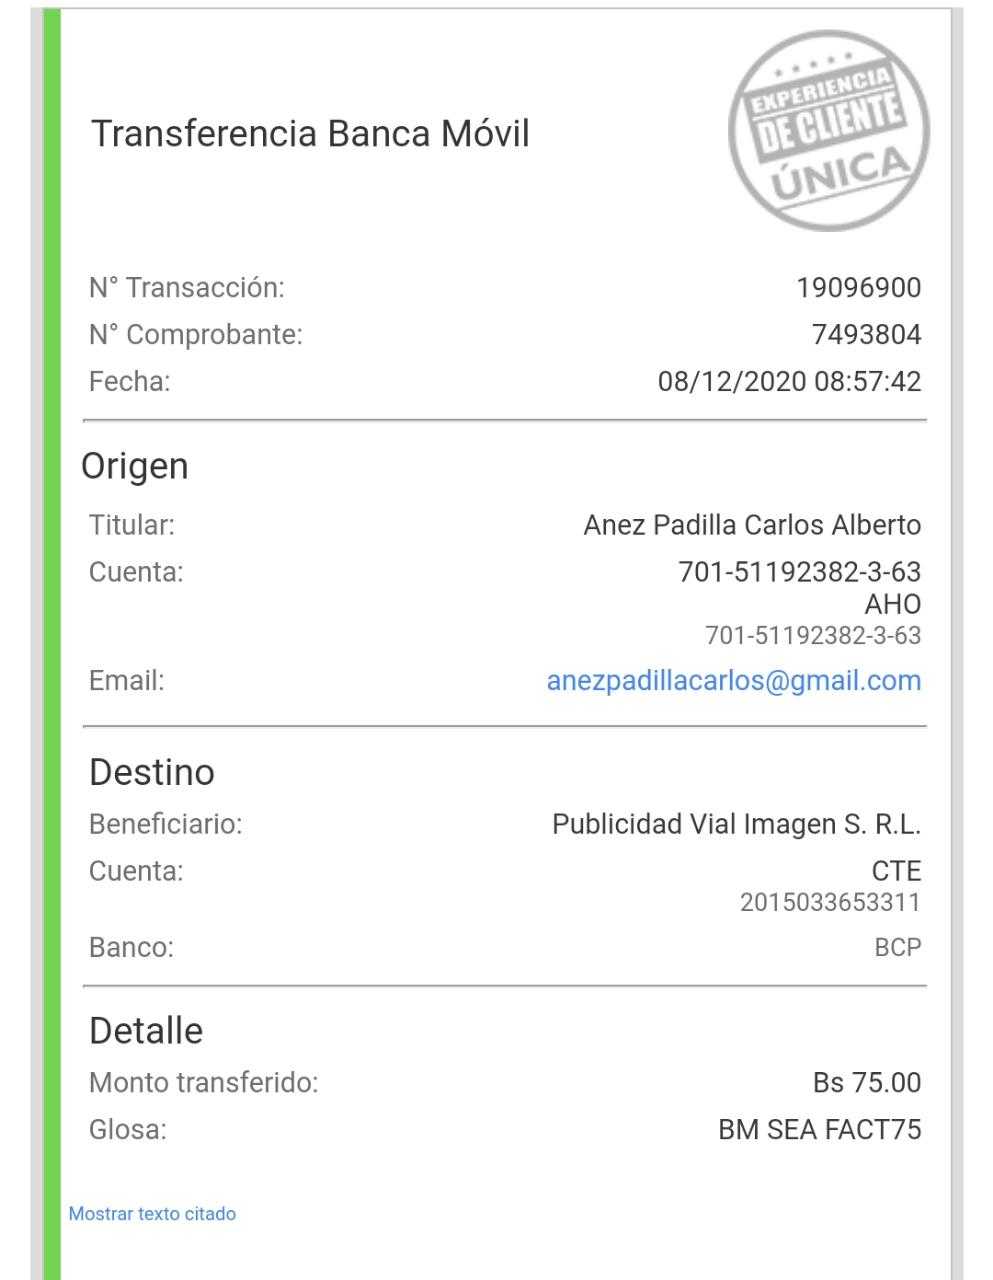 Transferencia Banca Móvil
EXPERIENCIA
DE CLIENTE
ÚNICA
N° Transacción: 19096900
N° Comprobante: 7493804
Fecha: 08/12/2020 08:57:42
Origen
Titular: Anez Padilla Carlos Alberto
Cuenta: 701-51192382-3-63
AHO
701-51192382-3-63
Email: anezpadillacarlos@gmail.com
Destino
Beneficiario: Publicidad Vial Imagen S. R.L.
Cuenta: CTE
2015033653311
Banco: BCP
Detalle
Monto transferido: Bs 75.00
Glosa: BM SEA FACT75
Mostrar texto citado